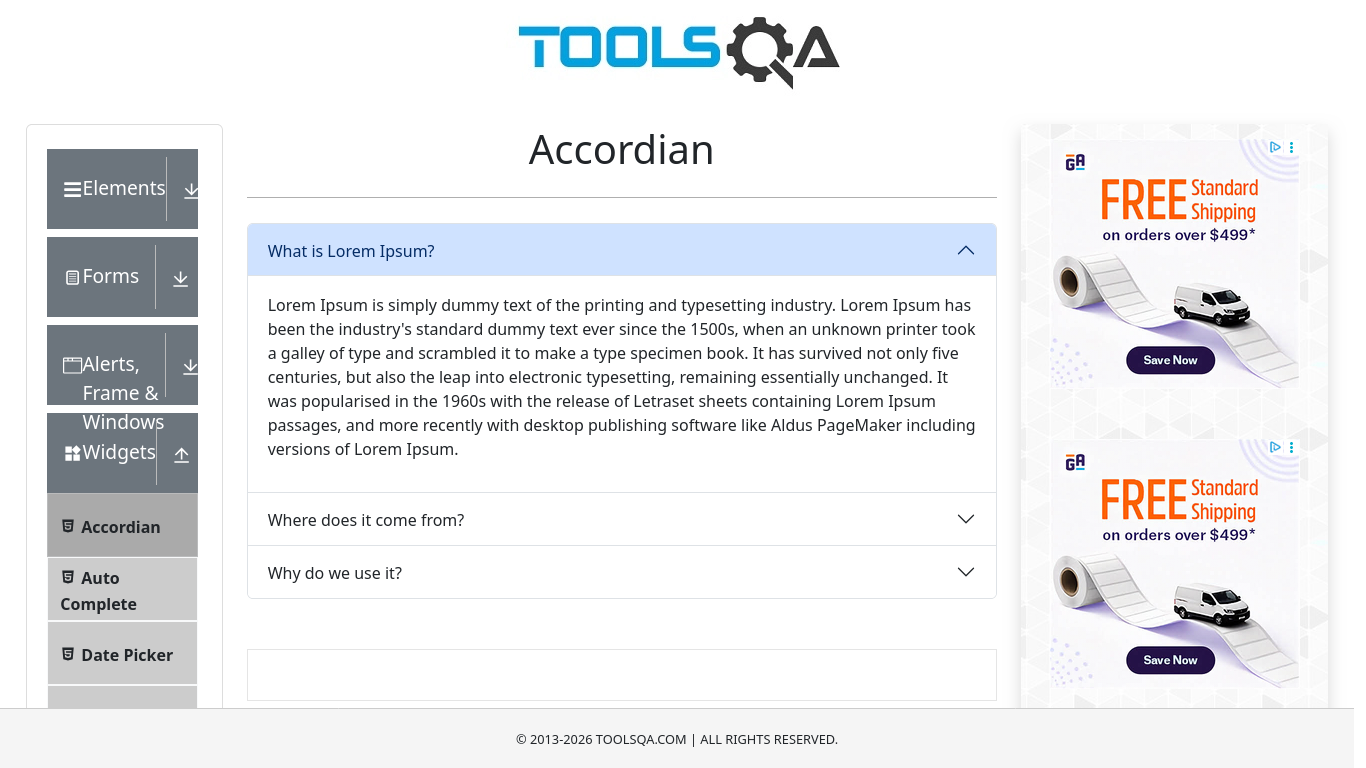 TOOLSQA
Elements
Forms
Alerts,
Frame &
Windows
Widgets
Accordian
Auto
Complete
Date Picker
Accordian
What is Lorem Ipsum?
Lorem Ipsum is simply dummy text of the printing and typesetting industry. Lorem Ipsum has
been the industry's standard dummy text ever since the 1500s, when an unknown printer took
a galley of type and scrambled it to make a type specimen book. It has survived not only five
centuries, but also the leap into electronic typesetting, remaining essentially unchanged. It
was popularised in the 1960s with the release of Letraset sheets containing Lorem Ipsum
passages, and more recently with desktop publishing software like Aldus PageMaker including
versions of Lorem Ipsum.
Where does it come from?
Why do we use it?
GA
FREE Standard
Shipping
on orders over $499*
Save Now
GA
FREE Standard
Shipping
on orders over $499*
Save Now
© 2013-2026 TOOLSQA.COM | ALL RIGHTS RESERVED.